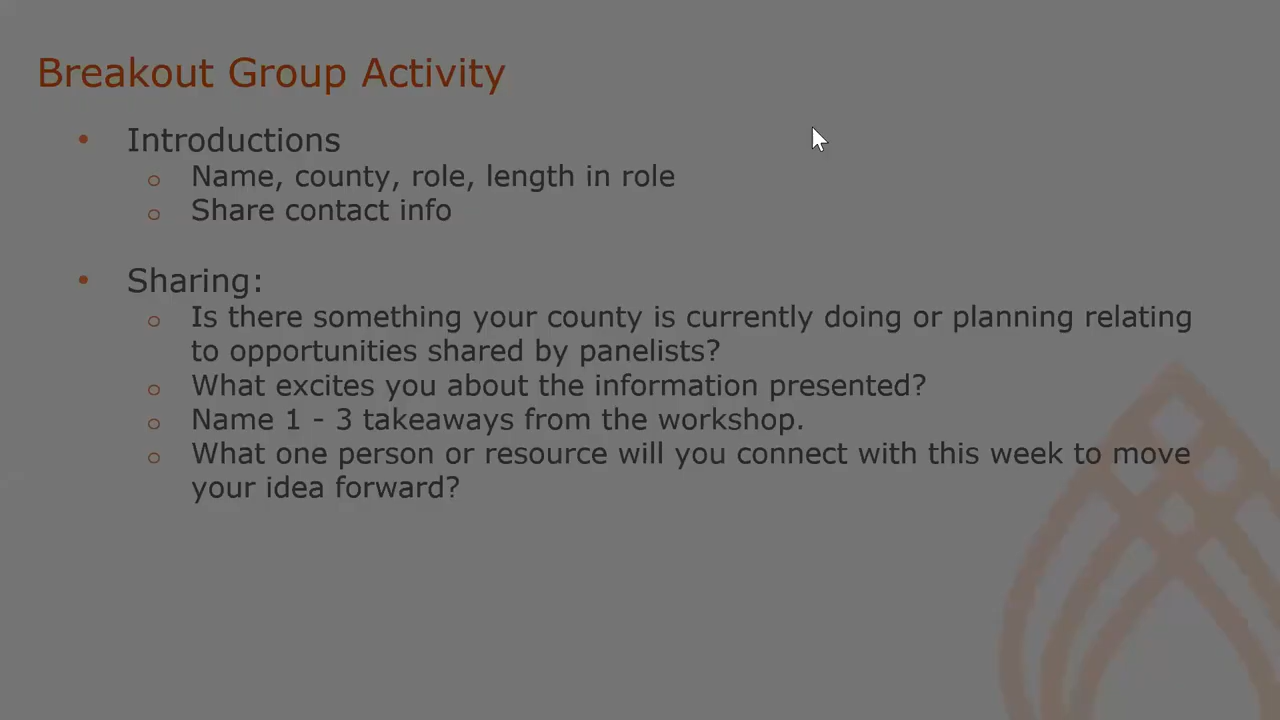 Breakout Group Activity
• Introductions
o Name, county, role, length in role
o Share contact info
• Sharing:
o Is there something your county is currently doing or planning relating
to opportunities shared by panelists?
o What excites you about the information presented?
o Name 1 - 3 takeaways from the workshop.
o What one person or resource will you connect with this week to move
your idea forward?